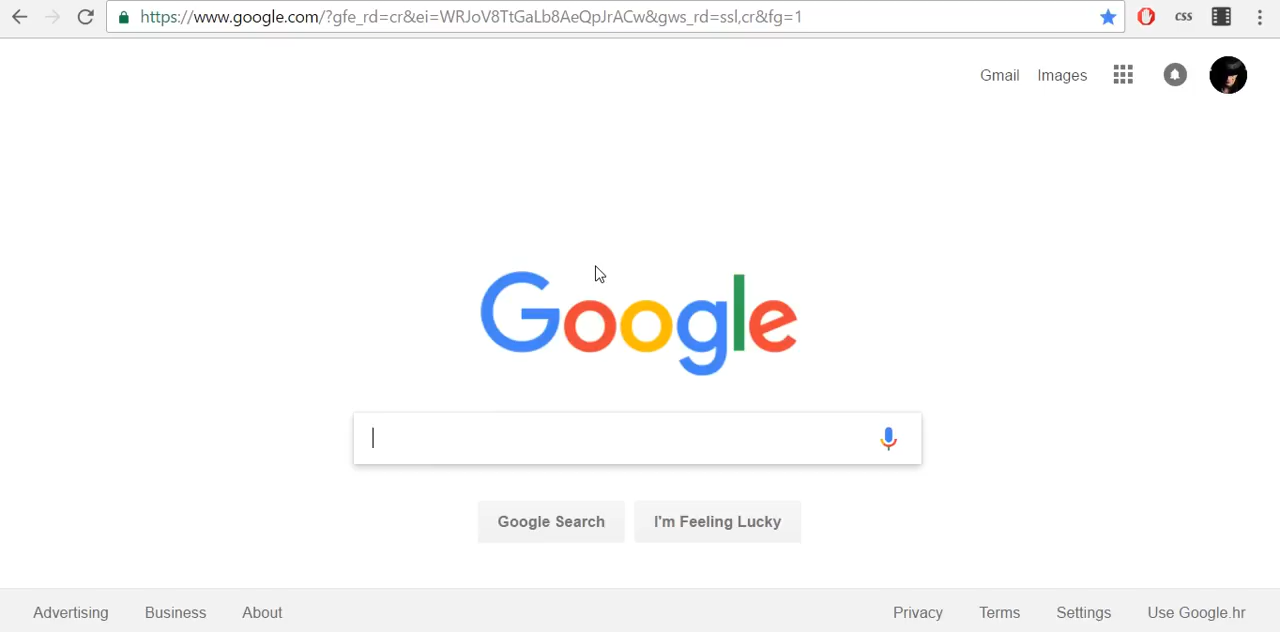 https://www.google.com/?gfe_rd=cr&ei=WRJoV8TtGaLb8AeQpJrACw&gws_rd=ssl,cr&fg=1
CSS
Gmail Images
Google
Google Search I'm Feeling Lucky
Advertising Business About Privacy Terms Settings Use Google.hr